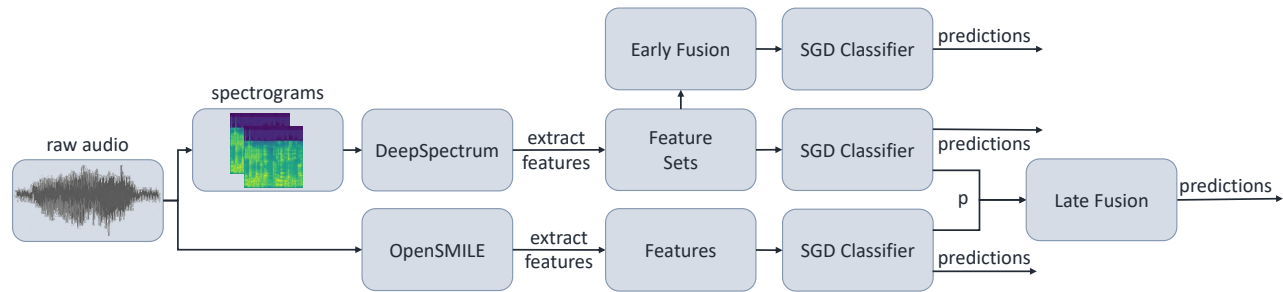 Early Fusion
SGD Classifier
predictions
spectrograms
raw audio
DeepSpectrum
extract
features
Feature
Sets
SGD Classifier
predictions
p
Late Fusion
predictions
OpenSMILE
extract
features
Features
SGD Classifier
predictions